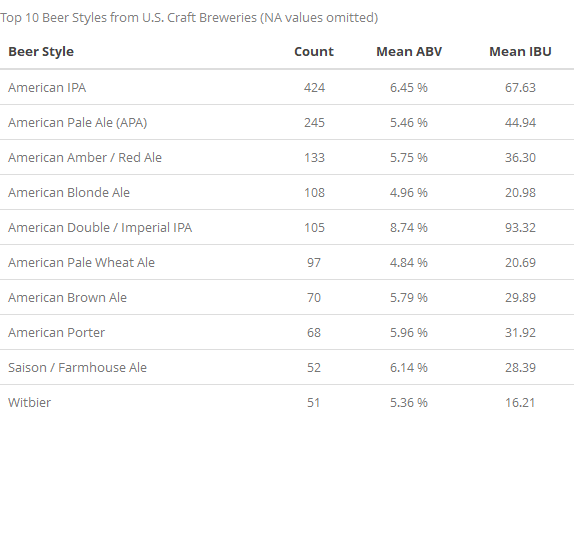 Top 10 Beer Styles from U.S. Craft Breweries (NA values omitted)
Beer Style Count Mean ABV Mean IBU
American IPA 424 6.45 % 67.63
American Pale Ale (APA) 245 5.46 % 44.94
American Amber / Red Ale 133 5.75 % 36.30
American Blonde Ale 108 4.96 % 20.98
American Double / Imperial IPA 105 8.74 % 93.32
American Pale Wheat Ale 97 4.84 % 20.69
American Brown Ale 70 5.79 % 29.89
American Porter 68 5.96 % 31.92
Saison / Farmhouse Ale 52 6.14 % 28.39
Witbier 51 5.36 % 16.21